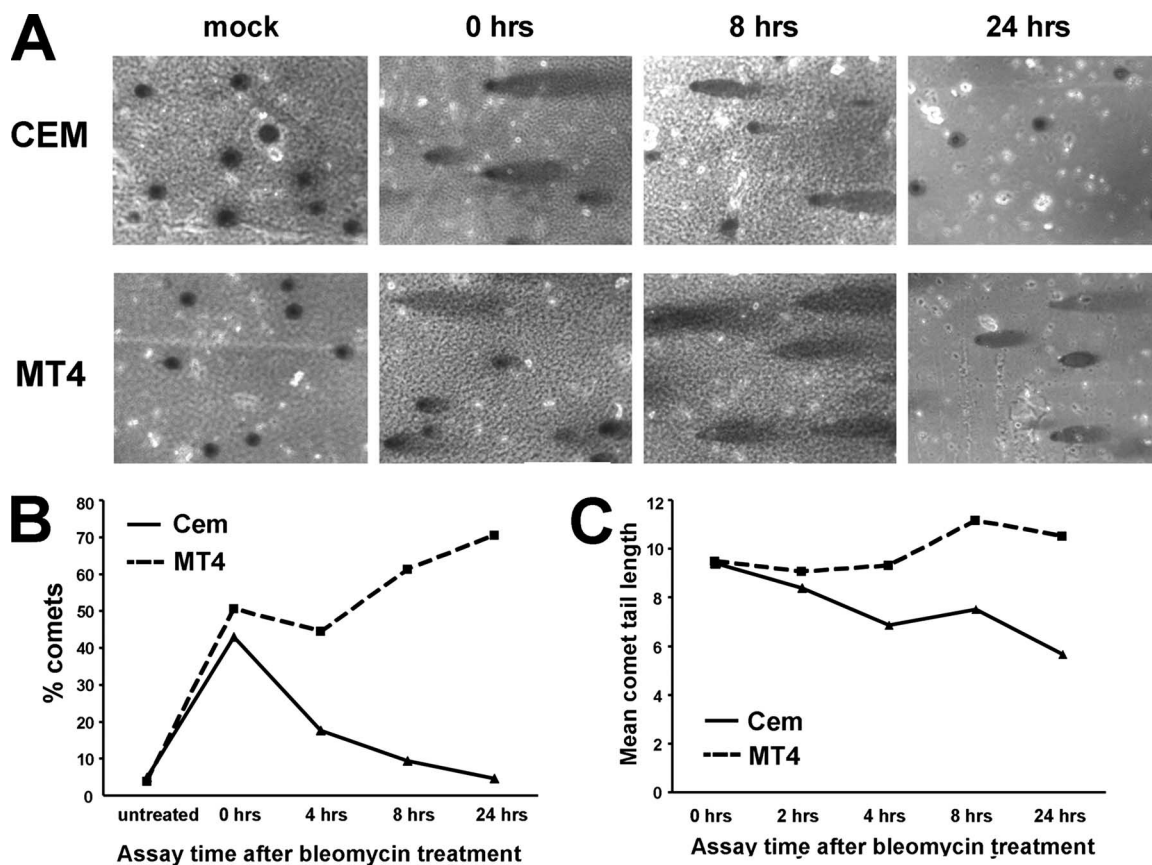 A
mock 0 hrs 8 hrs 24 hrs
CEM
MT4
B
% comets
80
70
60
50
40
30
20
10
0
Cem
MT4
untreated 0 hrs 4 hrs 8 hrs 24 hrs
Assay time after bleomycin treatment
C
Mean comet tail length
12
10
8
6
4
2
0
Cem
MT4
0 hrs 2 hrs 4 hrs 8 hrs 24 hrs
Assay time after bleomycin treatment